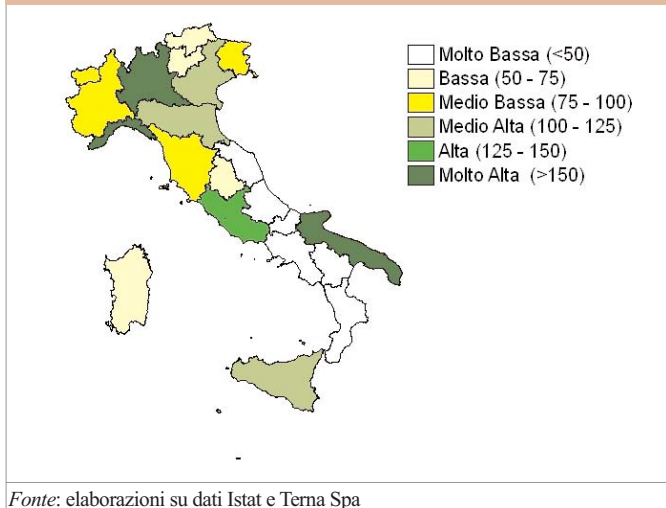 Molto Bassa (<50)
Bassa (50 - 75)
Medio Bassa (75 - 100)
Medio Alta (100 - 125)
Alta (125 - 150)
Molto Alta (>150)
Fonte: elaborazioni su dati Istat e Terna Spa